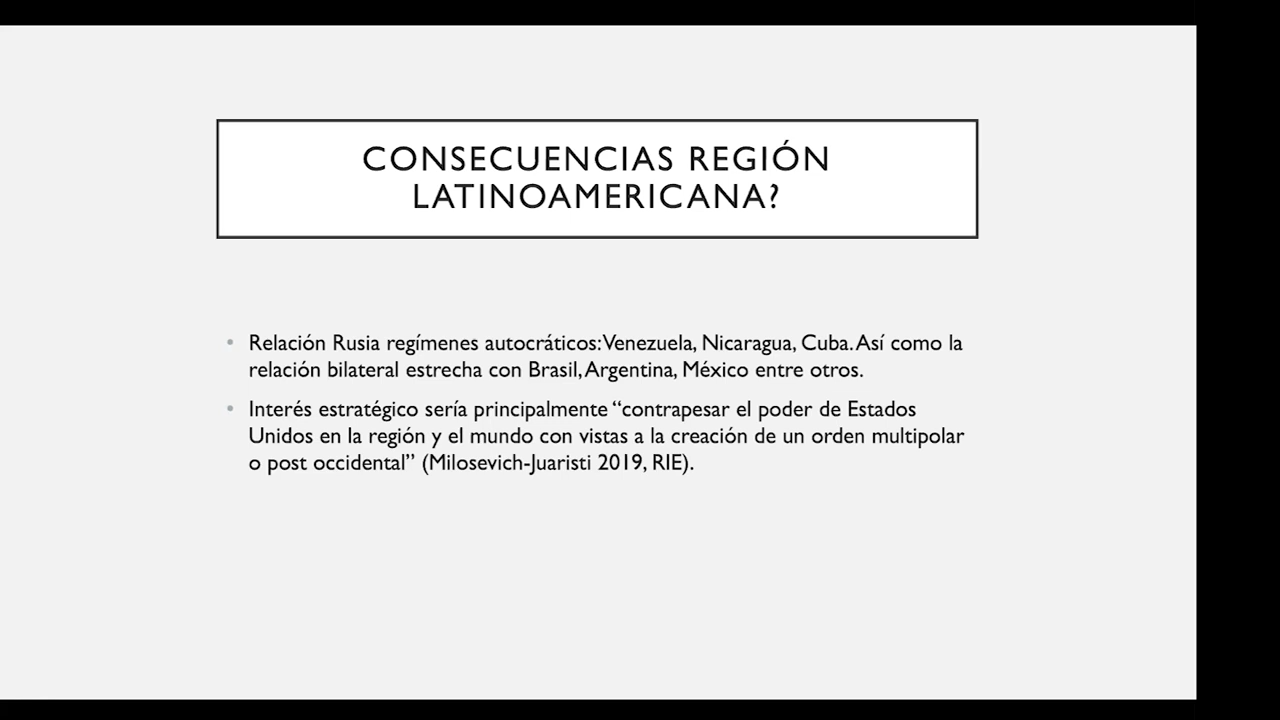 CONSECUENCIAS REGIÓN
LATINOAMERICANA?
• Relación Rusia regímenes autocráticos: Venezuela, Nicaragua, Cuba. Así como la
relación bilateral estrecha con Brasil, Argentina, México entre otros.
• Interés estratégico sería principalmente “contrapesar el poder de Estados
Unidos en la región y el mundo con vistas a la creación de un orden multipolar
o post occidental” (Milosevich-Juaristi 2019, RIE).